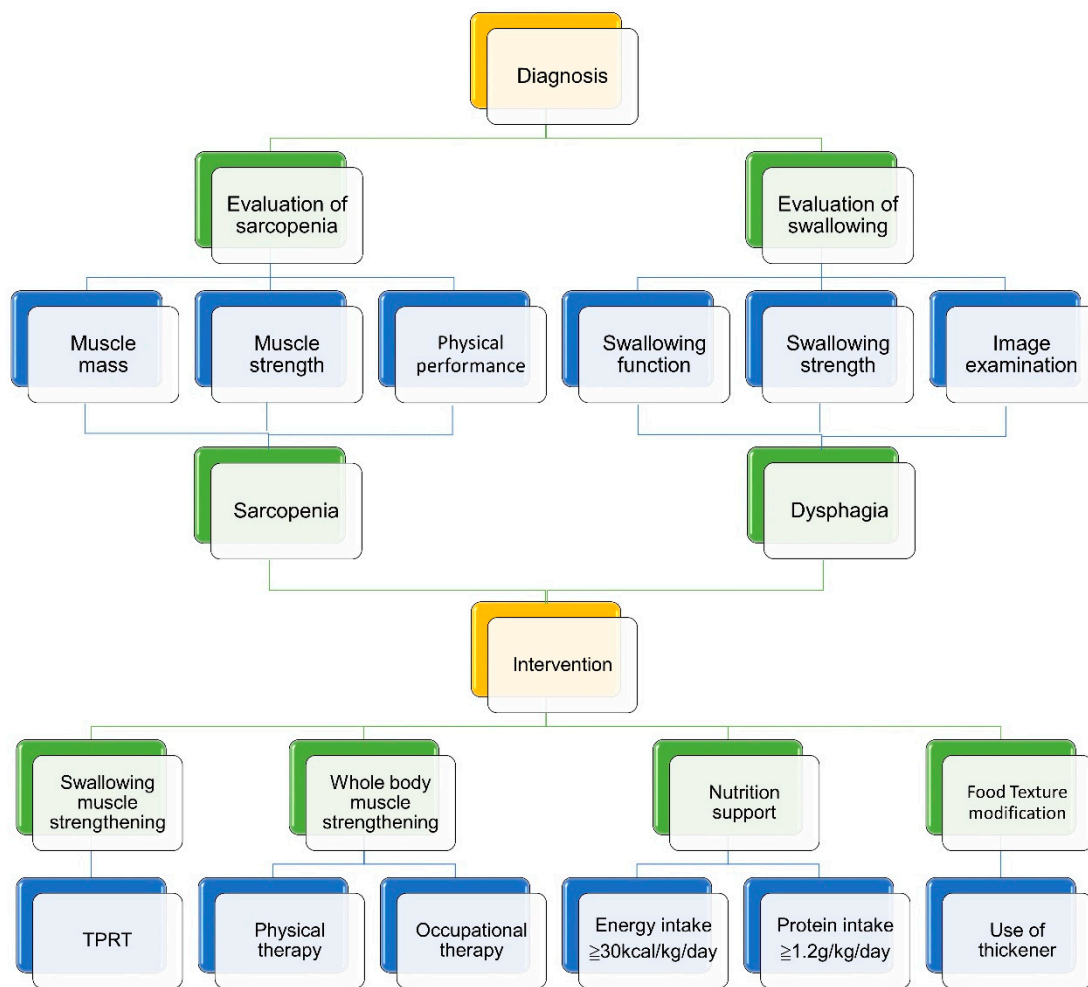 Diagnosis
Evaluation of
sarcopenia
Evaluation of
swallowing
Muscle
mass
Muscle
strength
Physical
performance
Swallowing
function
Swallowing
strength
Image
examination
Sarcopenia
Dysphagia
Intervention
Swallowing
muscle
strengthening
Whole body
muscle
strengthening
Nutrition
support
Food Texture
modification
TPRT
Physical
therapy
Occupational
therapy
Energy intake
≧30kcal/kg/day
Protein intake
≧1.2g/kg/day
Use of
thickener